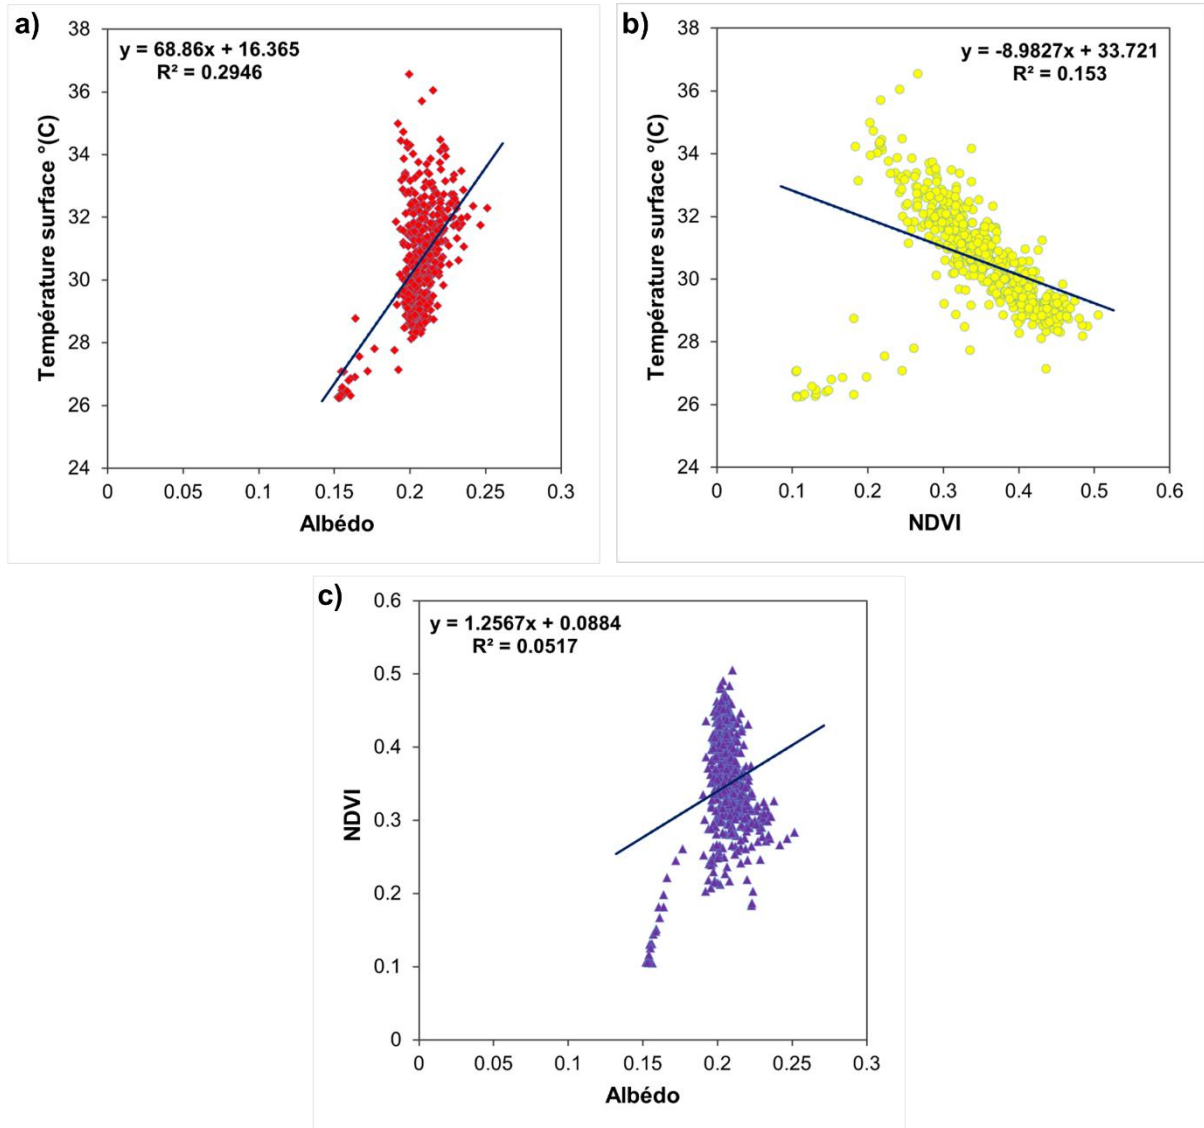 a)
y = 68.86x + 16.365
R² = 0.2946
38
36
34
32
30
28
26
24
Température surface °(C)
0 0.05 0.1 0.15 0.2 0.25 0.3
Albédo
b)
y = -8.9827x + 33.721
R² = 0.153
38
36
34
32
30
28
26
24
Température surface °(C)
0 0.1 0.2 0.3 0.4 0.5 0.6
NDVI
c)
y = 1.2567x + 0.0884
R² = 0.0517
0.6
0.5
0.4
0.3
0.2
0.1
0
NDVI
0 0.05 0.1 0.15 0.2 0.25 0.3
Albédo